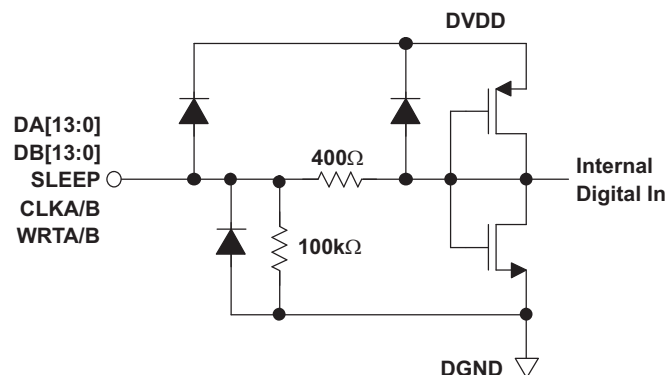 DVDD
DA[13:0]
DB[13:0]
SLEEP
CLKA/B
WRTA/B
400Ω
100kΩ
Internal
Digital In
DGND